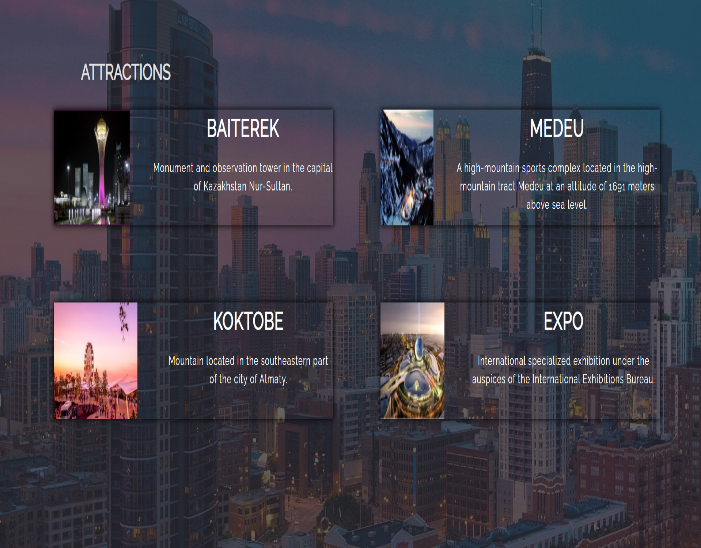 ATTRACTIONS
BAITEREK
Monument and observation tower in the capital
of Kazakhstan Nur-Sultan.
MEDEU
A high-mountain sports complex located in the high-
mountain tract Medeu at an altitude of 1691 meters
above sea level.
KOKTOBE
Mountain located in the southeastern part
of the city of Almaty.
EXPO
International specialized exhibition under the
auspices of the International Exhibitions Bureau.